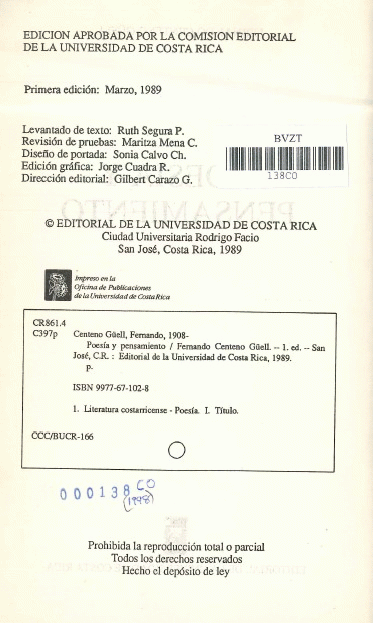 EDICION APROBADA POR LA COMISION EDITORIAL
DE LA UNIVERSIDAD DE COSTA RICA
Primera edición: Marzo, 1989
Levantado de texto: Ruth Segura P.
Revisión de pruebas: Maritza Mena C.
Diseño de portada: Sonia Calvo Ch.
Edición gráfica: Jorge Cuadra R.
Dirección editorial: Gilbert Carazo G.
BVZT
138C0
© EDITORIAL DE LA UNIVERSIDAD DE COSTA RICA
Ciudad Universitaria Rodrigo Facio
San José, Costa Rica, 1989
Impreso en la
Oficina de Publicaciones
de la Universidad de Costa Rica
CR861.4
C397p Centeno Güell, Fernando, 1908-
Poesía y pensamiento / Fernando Centeno Güell. -- 1. ed. -- San
José, C.R. : Editorial de la Universidad de Costa Rica, 1989.
p.
ISBN 9977-67-102-8
1. Literatura costarricense - Poesía. I. Título.
CCC/BUCR-166
000138 CO
(1998)
Prohibida la reproducción total o parcial
Todos los derechos reservados
Hecho el depósito de ley